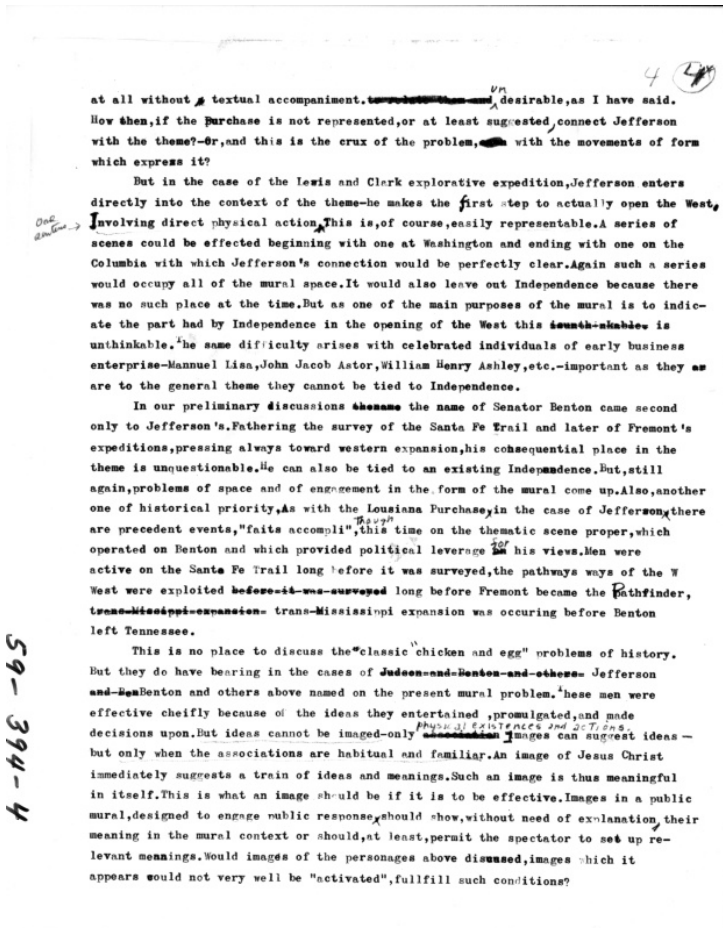 4 4
at all without a textual accompaniment. undesirable,as I have said.
How then,if the Purchase is not represented,or at least suggested,connect Jefferson
with the theme?-Or,and this is the crux of the problem, with the movements of form
which express it?
But in the case of the Lewis and Clark explorative expedition,Jefferson enters
directly into the context of the theme-he makes the first step to actually open the West,
One sentence
Involving direct physical action.This is,of course,easily representable.A series of
scenes could be effected beginning with one at Washington and ending with one on the
Columbia with which Jefferson's connection would be perfectly clear.Again such a series
would occupy all of the mural space.It would also leave out Independence because there
was no such place at the time.But as one of the main purposes of the mural is to indic-
ate the part had by Independence in the opening of the West this is
unthinkable.The same difficulty arises with celebrated individuals of early business
enterprise-Mannuel Lisa,John Jacob Astor,William Henry Ashley,etc.-important as they
are to the general theme they cannot be tied to Independence.
In our preliminary discussions the name of Senator Benton came second
only to Jefferson's.Fathering the survey of the Santa Fe Trail and later of Fremont's
expeditions,pressing always toward western expansion,his consequential place in the
theme is unquestionable.He can also be tied to an existing Independence.But,still
again,problems of space and of engagement in the form of the mural come up.Also,another
one of historical priority,As with the Lousiana Purchase,in the case of Jefferson,there
are precedent events,"faits accompli",though this time on the thematic scene proper,which
operated on Benton and which provided political leverage for his views.Men were
active on the Santa Fe Trail long before it was surveyed,the pathways ways of the W
West were exploited before-it-was-surveyed long before Fremont became the Pathfinder,
trans-Missippi-expansion- trans-Mississippi expansion was occuring before Benton
left Tennessee.
This is no place to discuss the "classic "chicken and egg" problems of history.
But they do have bearing in the cases of Judson-and-Benton-and-others- Jefferson
and-BenBenton and others above named on the present mural problem.These men were
effective cheifly because of the ideas they entertained ,promulgated,and made
decisions upon.But ideas cannot be imaged-only physical existences and actions. Images can suggest ideas -
but only when the associations are habitual and familiar.An image of Jesus Christ
immediately suggests a train of ideas and meanings.Such an image is thus meaningful
in itself.This is what an image should be if it is to be effective.Images in a public
mural,designed to engage public response,should show,without need of explanation,their
meaning in the mural context or should,at least,permit the spectator to set up re-
levant meanings.Would images of the personages above disussed,images which it
appears would not very well be "activated",fullfill such conditions?
59-394-4